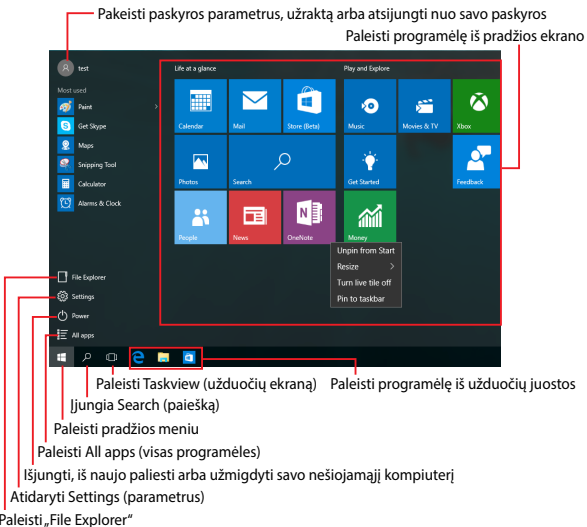 Pakeisti paskyros parametrus, užraktą arba atsijungti nuo savo paskyros
Paleisti programėlę iš pradžios ekrano
test
Most used
Paint
Get Skype
Maps
Snipping Tool
Calculator
Alarms & Clock
File Explorer
Settings
Power
All apps
Life at a glance
Play and Explore
Calendar
Mail
Store (Beta)
Music
Movies & TV
Xbox
Photos
Search
Get Started
Feedback
People
News
OneNote
Money
Unpin from Start
Resize
Turn live tile off
Pin to taskbar
Paleisti Taskview (užduočių ekraną)
Paleisti programėlę iš užduočių juostos
Įjungia Search (paiešką)
Paleisti pradžios meniu
Paleisti All apps (visas programėles)
Išjungti, iš naujo paliesti arba užmigdyti savo nešiojamąjį kompiuterį
Atidaryti Settings (parametrus)
Paleisti „File Explorer“